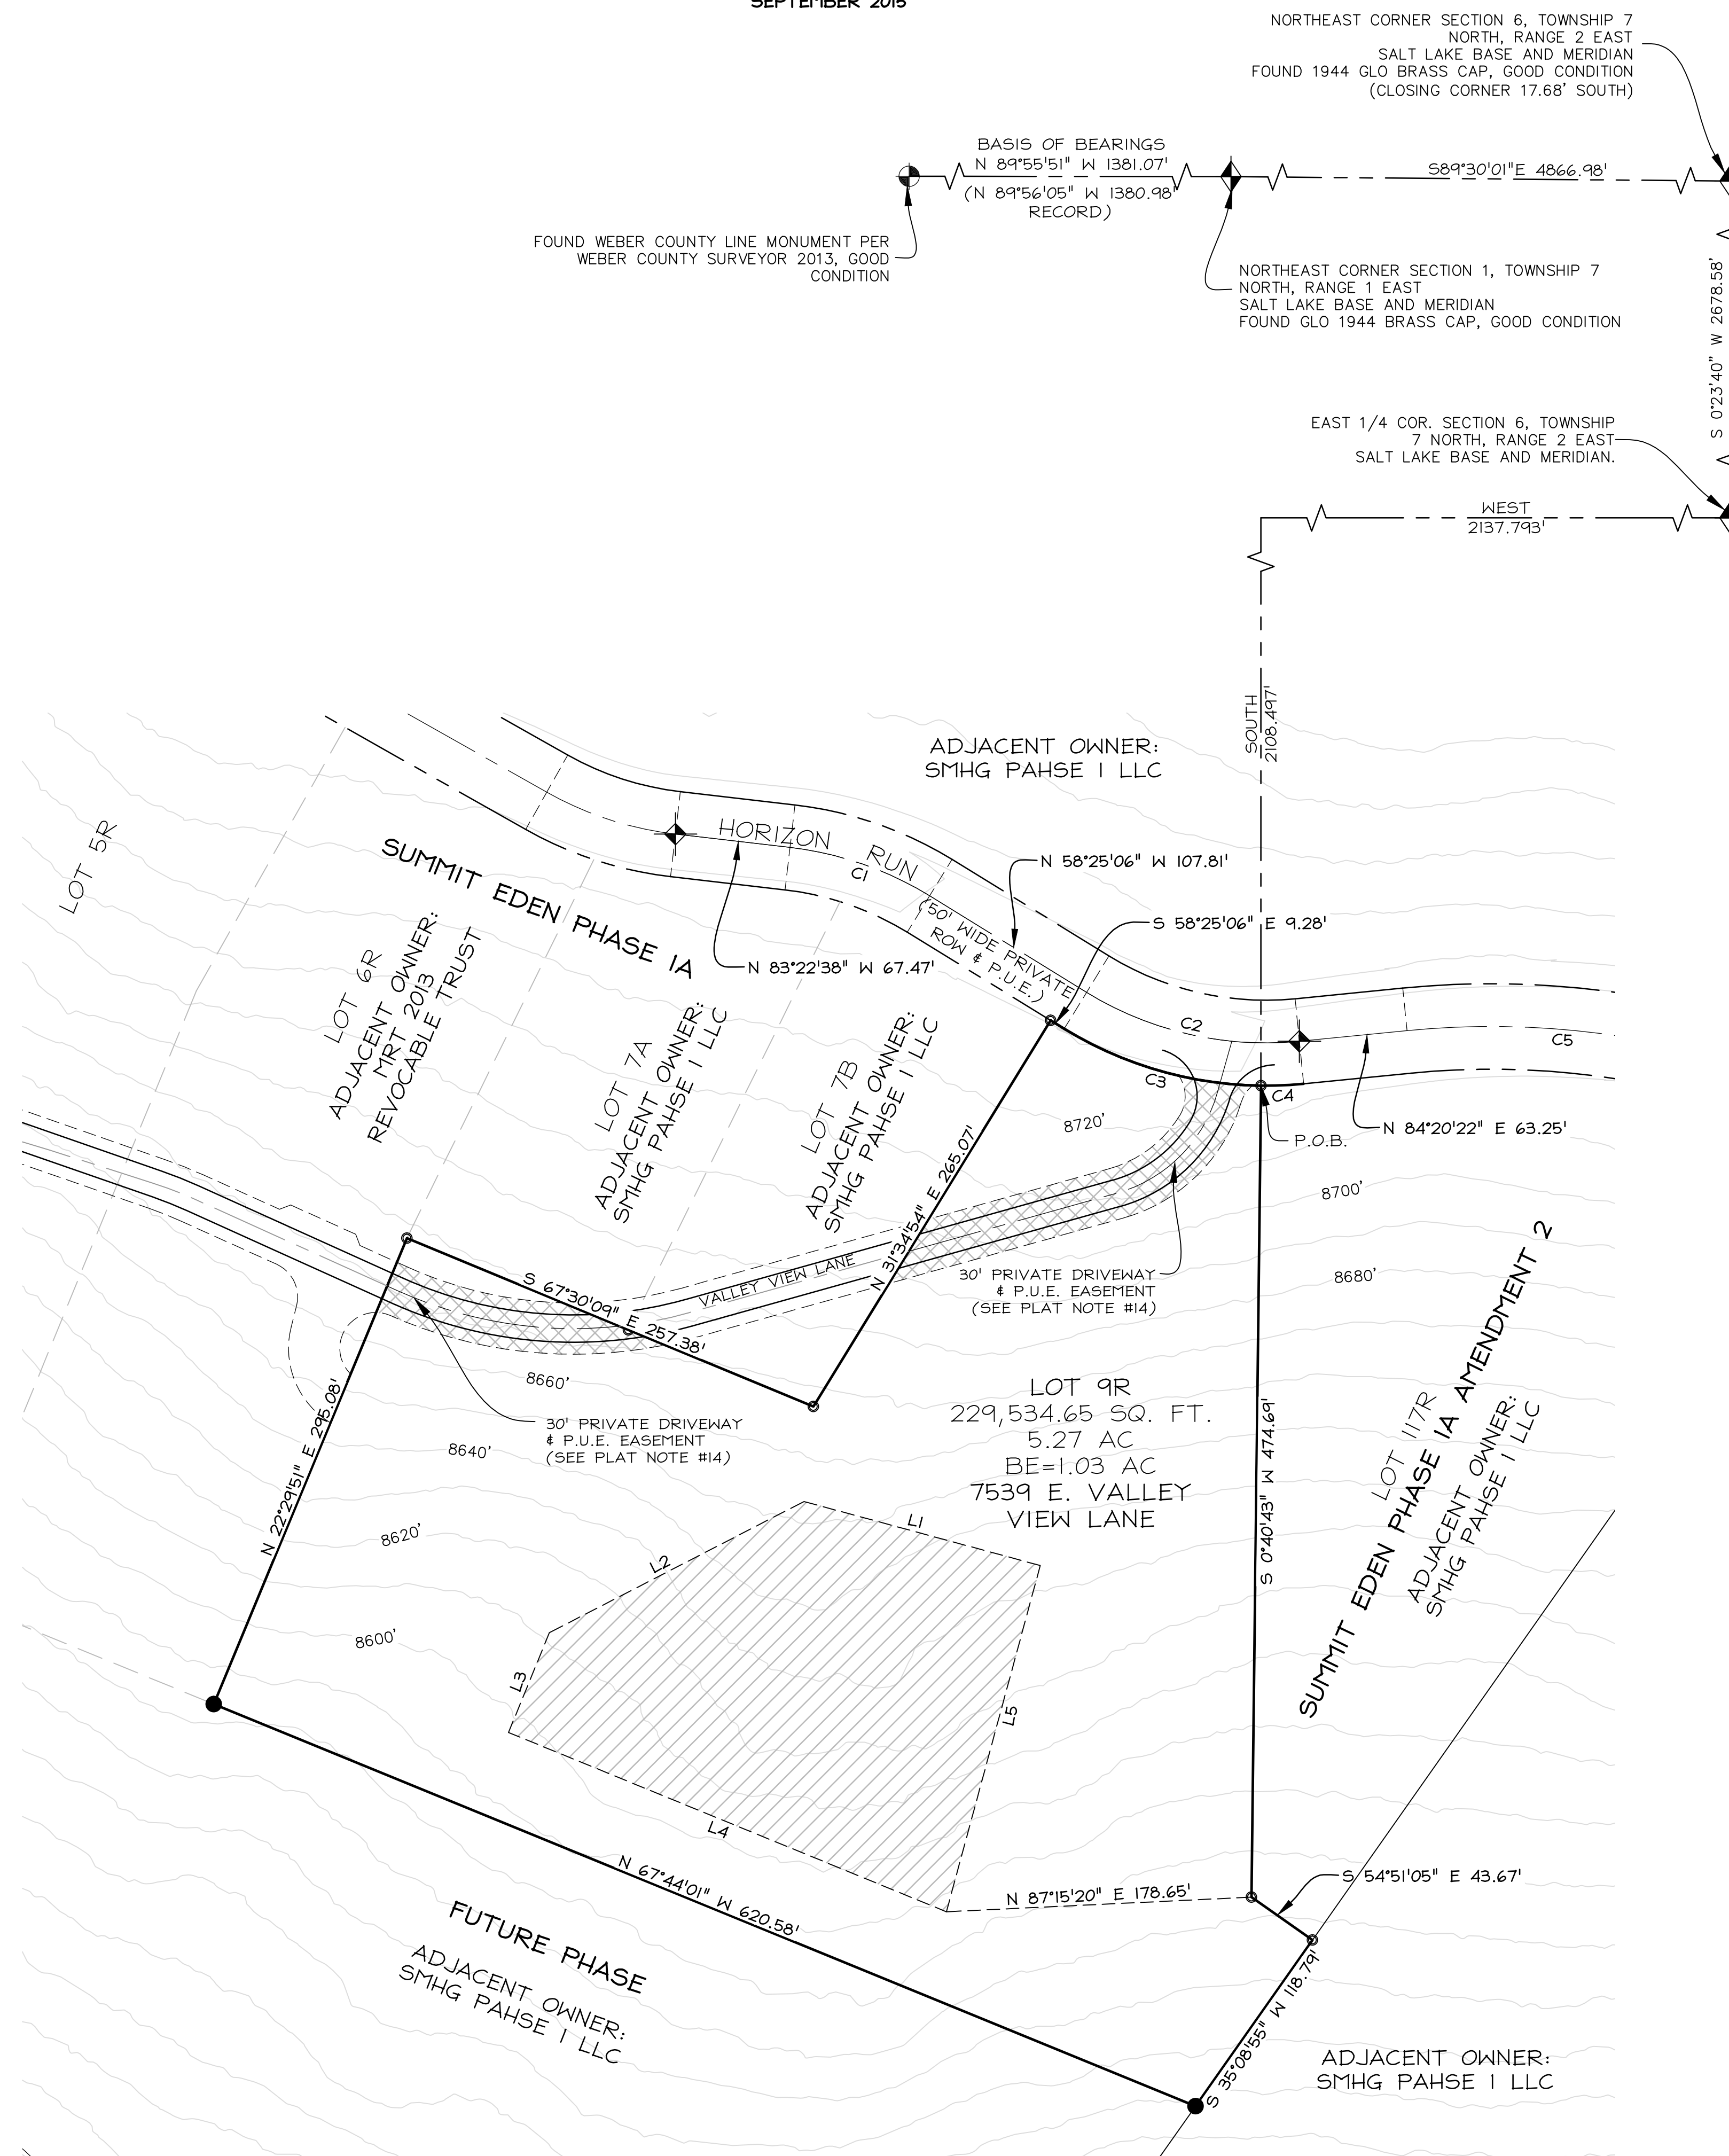 SEPTEMBER 2015
NORTHEAST CORNER SECTION 6, TOWNSHIP 7
NORTH, RANGE 2 EAST
SALT LAKE BASE AND MERIDIAN
FOUND 1944 GLO BRASS CAP, GOOD CONDITION
(CLOSING CORNER 17.68' SOUTH)
BASIS OF BEARINGS
N 89°55'51" W 1381.07'
(N 89°56'05" W 1380.98'
RECORD)
S89°30'01"E 4866.98'
FOUND WEBER COUNTY LINE MONUMENT PER
WEBER COUNTY SURVEYOR 2013, GOOD
CONDITION
NORTHEAST CORNER SECTION 1, TOWNSHIP 7
NORTH, RANGE 1 EAST
SALT LAKE BASE AND MERIDIAN
FOUND GLO 1944 BRASS CAP, GOOD CONDITION
S 0°23'40" W 2678.58'
EAST 1/4 COR. SECTION 6, TOWNSHIP
7 NORTH, RANGE 2 EAST
SALT LAKE BASE AND MERIDIAN.
WEST
2137.793'
SOUTH
2108.497'
ADJACENT OWNER:
SMHG PAHSE I LLC
HORIZON
RUN
C1
(50' WIDE PRIVATE
ROW & P.U.E.)
N 58°25'06" W 107.81'
S 58°25'06" E 9.28'
N 83°22'38" W 67.47'
SUMMIT EDEN PHASE 1A
LOT 5R
LOT 6R
ADJACENT OWNER:
MRT 2013
REVOCABLE TRUST
LOT 7A
ADJACENT OWNER:
SMHG PAHSE I LLC
LOT 7B
ADJACENT OWNER:
SMHG PAHSE I LLC
C2
C5
C3
C4
8720'
P.O.B.
N 84°20'22" E 63.25'
8700'
8680'
N 31°34'54" E 265.07'
VALLEY VIEW LANE
S 67°30'09" E 257.38'
30' PRIVATE DRIVEWAY
& P.U.E. EASEMENT
(SEE PLAT NOTE #14)
8660'
30' PRIVATE DRIVEWAY
& P.U.E. EASEMENT
(SEE PLAT NOTE #14)
8640'
N 22°29'51" E 295.08'
8620'
8600'
LOT 9R
229,534.65 SQ. FT.
5.27 AC
BE=1.03 AC
7539 E. VALLEY
VIEW LANE
S 0°40'43" W 474.69'
LOT 117R
SUMMIT EDEN PHASE 1A AMENDMENT 2
ADJACENT OWNER:
SMHG PAHSE I LLC
L1
L2
L3
L4
L5
N 67°44'01" W 620.58'
N 87°15'20" E 178.65'
S 54°51'05" E 43.67'
S 35°08'55" W 118.79'
FUTURE PHASE
ADJACENT OWNER:
SMHG PAHSE I LLC
ADJACENT OWNER:
SMHG PAHSE I LLC